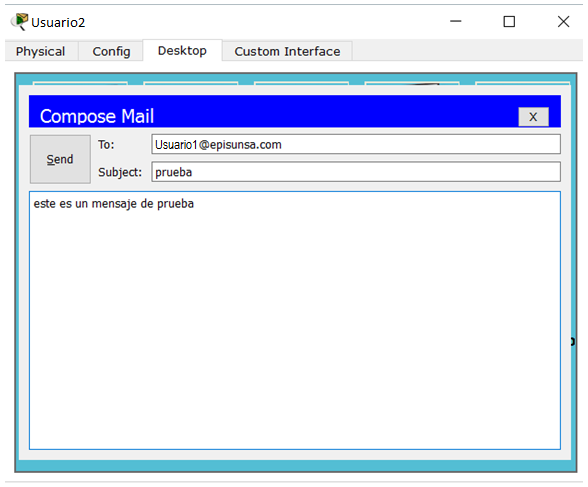 Usuario2
Physical Config Desktop Custom Interface
Compose Mail X
Send
To: Usuario1@episunsa.com
Subject: prueba
este es un mensaje de prueba